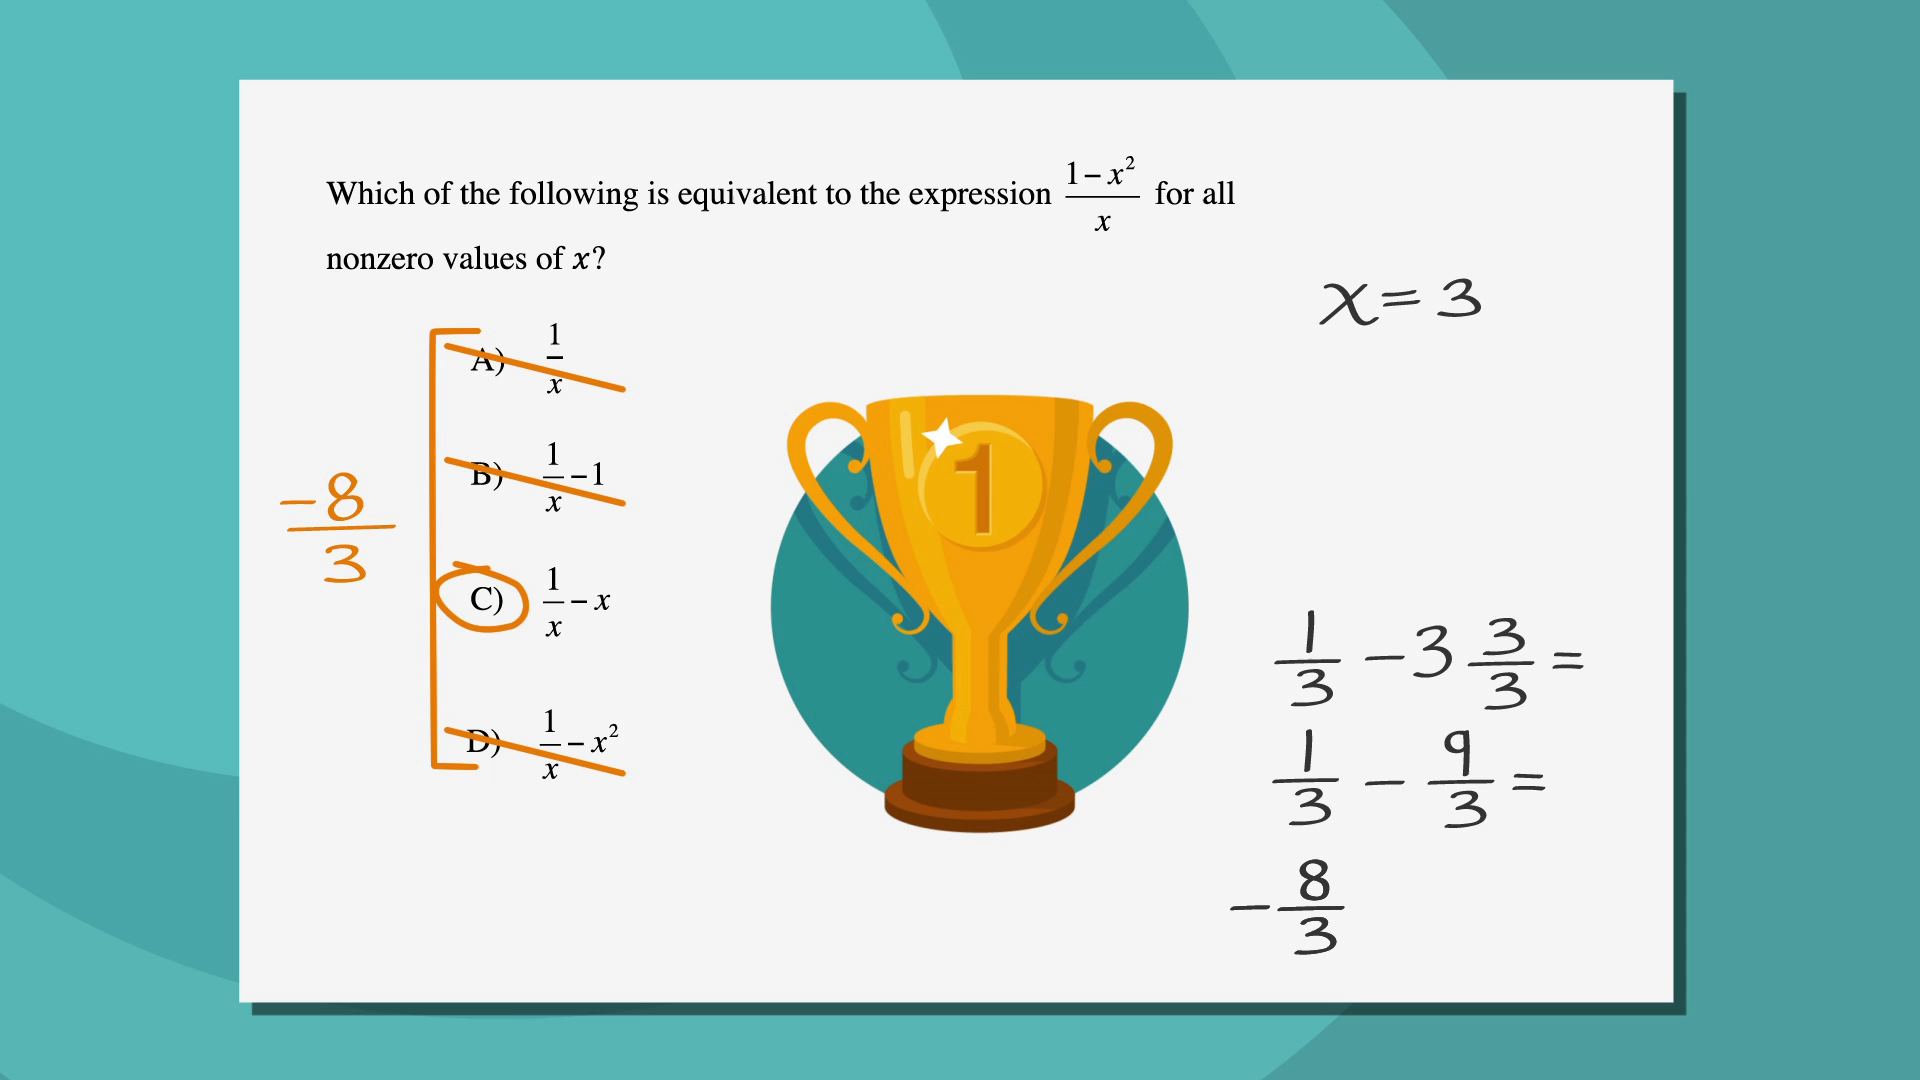 Which of the following is equivalent to the expression (1 − x²)/x for all
nonzero values of x?
x = 3
A) 1/x
B) 1/x − 1
−8/3
C) 1/x − x
D) 1/x − x²
1
1/3 − 3 3/3 =
1/3 − 9/3 =
− 8/3